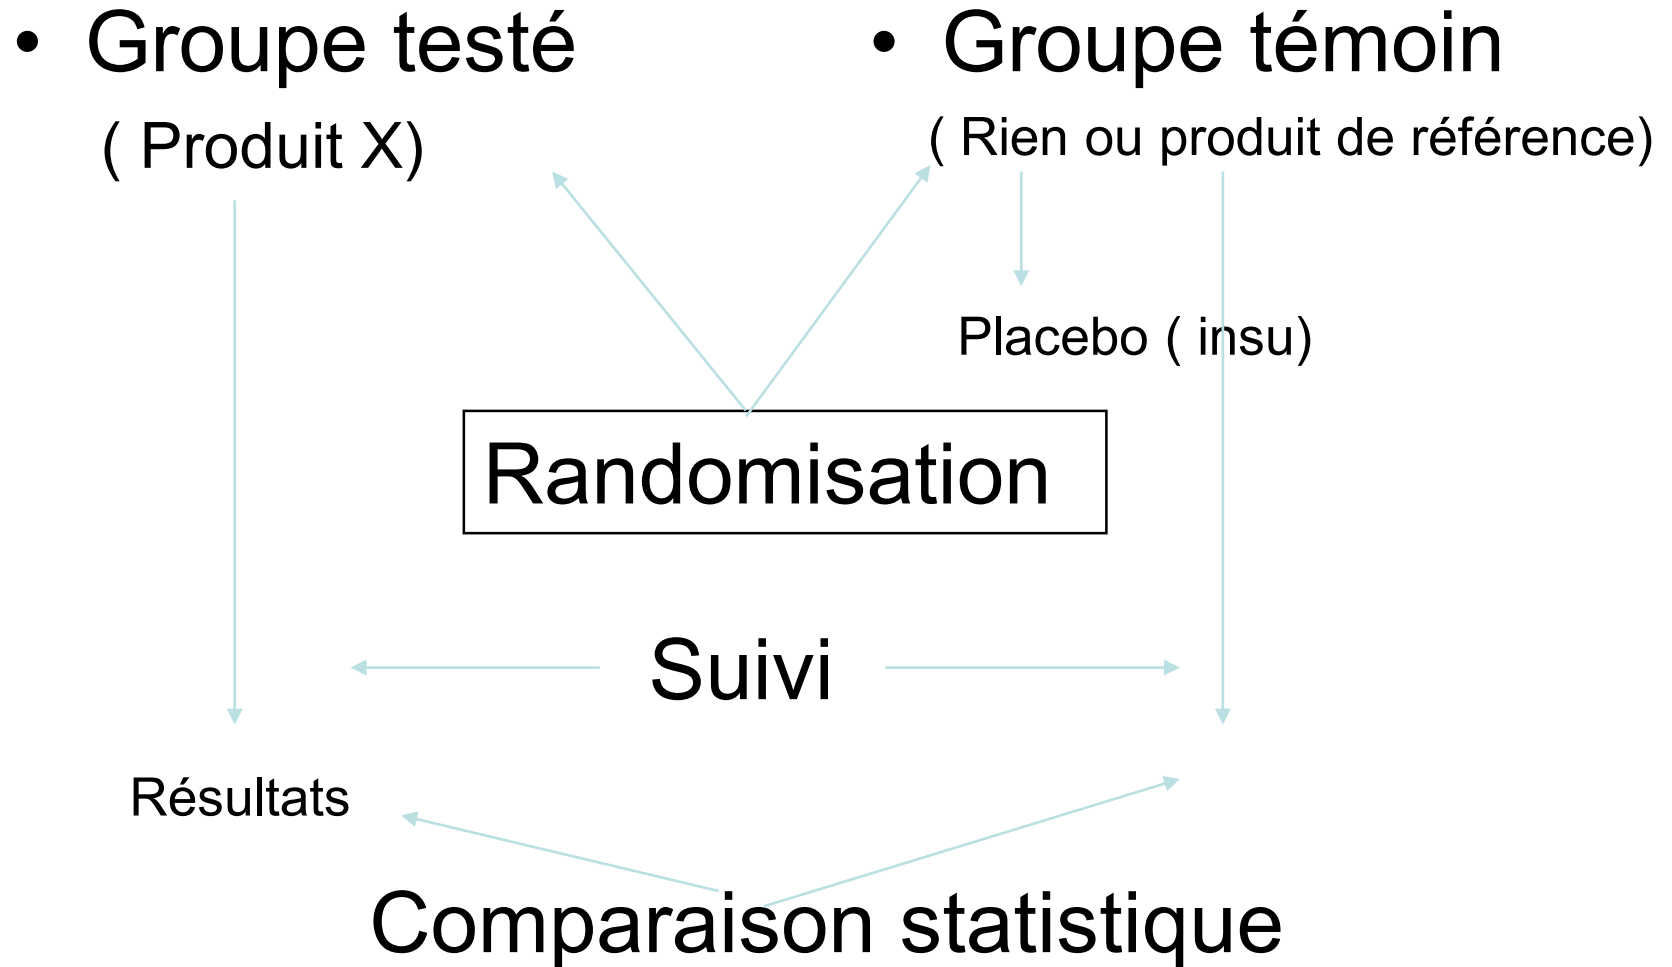 • Groupe testé
( Produit X)
• Groupe témoin
( Rien ou produit de référence)
Placebo ( insu)
Randomisation
Suivi
Résultats
Comparaison statistique